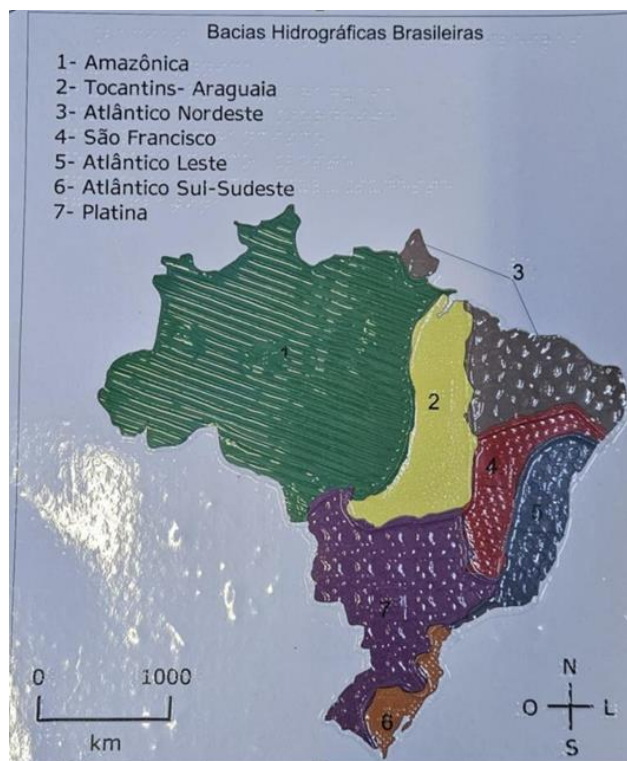 Bacias Hidrográficas Brasileiras
1- Amazônica
2- Tocantins- Araguaia
3- Atlântico Nordeste
4- São Francisco
5- Atlântico Leste
6- Atlântico Sul-Sudeste
7- Platina
3
1
2
4
5
7
0 1000
km
6
N
O L
S